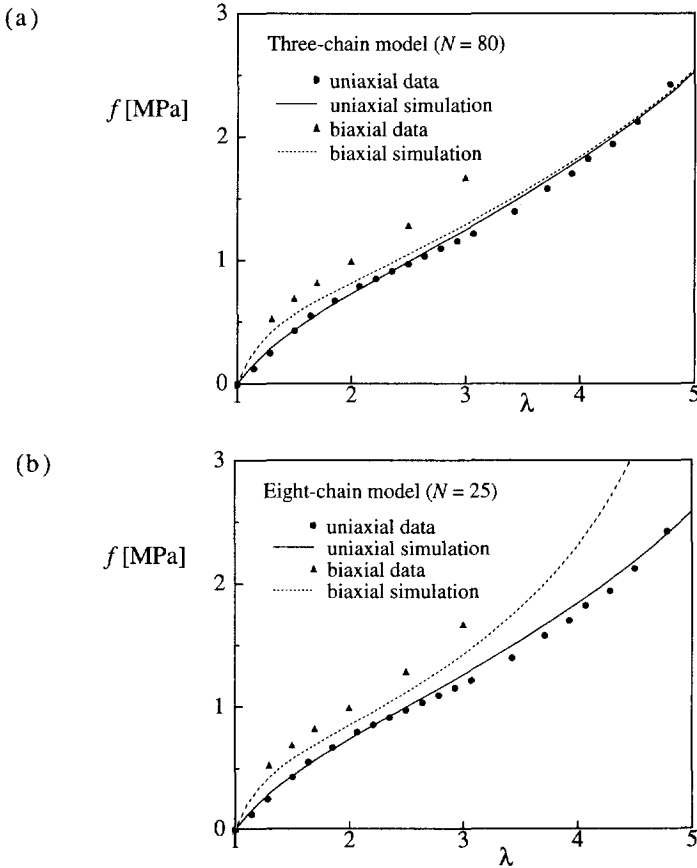 (a)
3
Three-chain model (N = 80)
uniaxial data
uniaxial simulation
biaxial data
biaxial simulation
f [MPa]
2
1
0
1
2
3
λ
4
5
(b)
3
Eight-chain model (N = 25)
uniaxial data
uniaxial simulation
biaxial data
biaxial simulation
f [MPa]
2
1
0
1
2
3
λ
4
5